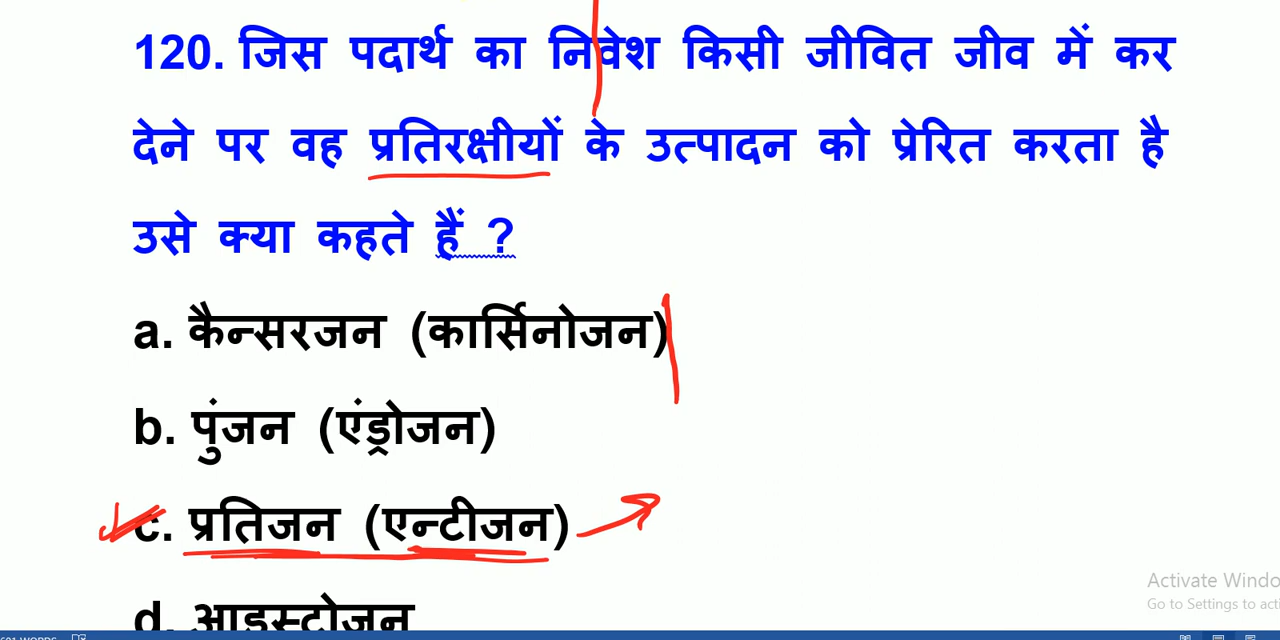 120. जिस पदार्थ का निवेश किसी जीवित जीव में कर
देने पर वह प्रतिरक्षीयों के उत्पादन को प्रेरित करता है
उसे क्या कहते हैं ?
a. कैन्सरजन (कार्सिनोजन)
b. पुंजन (एंड्रोजन)
c. प्रतिजन (एन्टीजन)
d. आइस्टोजन
Activate Windo
Go to Settings to acti